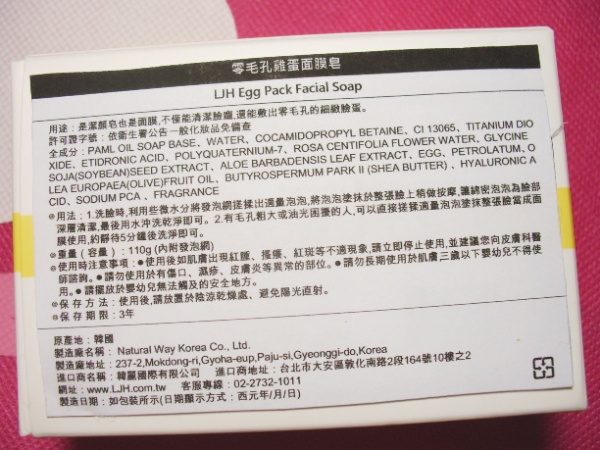 零毛孔雞蛋面膜皂
LJH Egg Pack Facial Soap
用途：是潔顏皂也是面膜,不僅能清潔臉龐,還能敷出零毛孔的細緻臉蛋。
許可證字號：依衛生署公告一般化妝品免備查
全成分：PAML OIL SOAP BASE、WATER、COCAMIDOPROPYL BETAINE、CI 13065、TITANIUM DIO
XIDE、ETIDRONIC ACID、POLYQUATERNIUM-7、ROSA CENTIFOLIA FLOWER WATER、GLYCINE
SOJA(SOYBEAN)SEED EXTRACT、ALOE BARBADENSIS LEAF EXTRACT、EGG、PETROLATUM、O
LEA EUROPAEA(OLIVE)FRUIT OIL、BUTYROSPERMUM PARK II (SHEA BUTTER) 、HYALURONIC A
CID、SODIUM PCA 、FRAGRANCE
●用法：1.洗臉時,利用些微水分將發泡網搓揉出適量泡泡,將泡泡塗抹於整張臉上稍做按摩,讓綿密泡泡為臉部
深層清潔,最後用水沖洗乾淨即可。2.有毛孔粗大或油光困擾的人,可以直接搓揉適量泡泡塗抹整張臉當成面
膜使用,約靜待5分鐘後洗淨即可。
●重量（容量）：110g (內附發泡網)
●使用時注意事項：●使用後如肌膚出現紅腫、搔癢、紅斑等不適現象,請立即停止使用,並建議您向皮膚科醫
師諮詢。●請勿使用於有傷口、濕疹、皮膚炎等異常的部位。●請勿長期使用於肌膚三歲以下嬰幼兒不得使
用。●請擺放於嬰幼兒無法觸及的安全地方。
●保存方法：使用後,請放置於陰涼乾燥處、避免陽光直射。
●保存期限：3年
原產地：韓國
製造廠名稱： Natural Way Korea Co., Ltd.
製造廠地址：237-2,Mokdong-ri,Gyoha-eup,Paju-si,Gyeonggi-do,Korea
進口商名稱：韓薰國際有限公司　進口商地址：台北市大安區敦化南路2段164號10樓之2
網址：www.LJH.com.tw　客服專線：02-2732-1011
製造日期：如包裝所示(日期顯示方式：西元年/月/日)